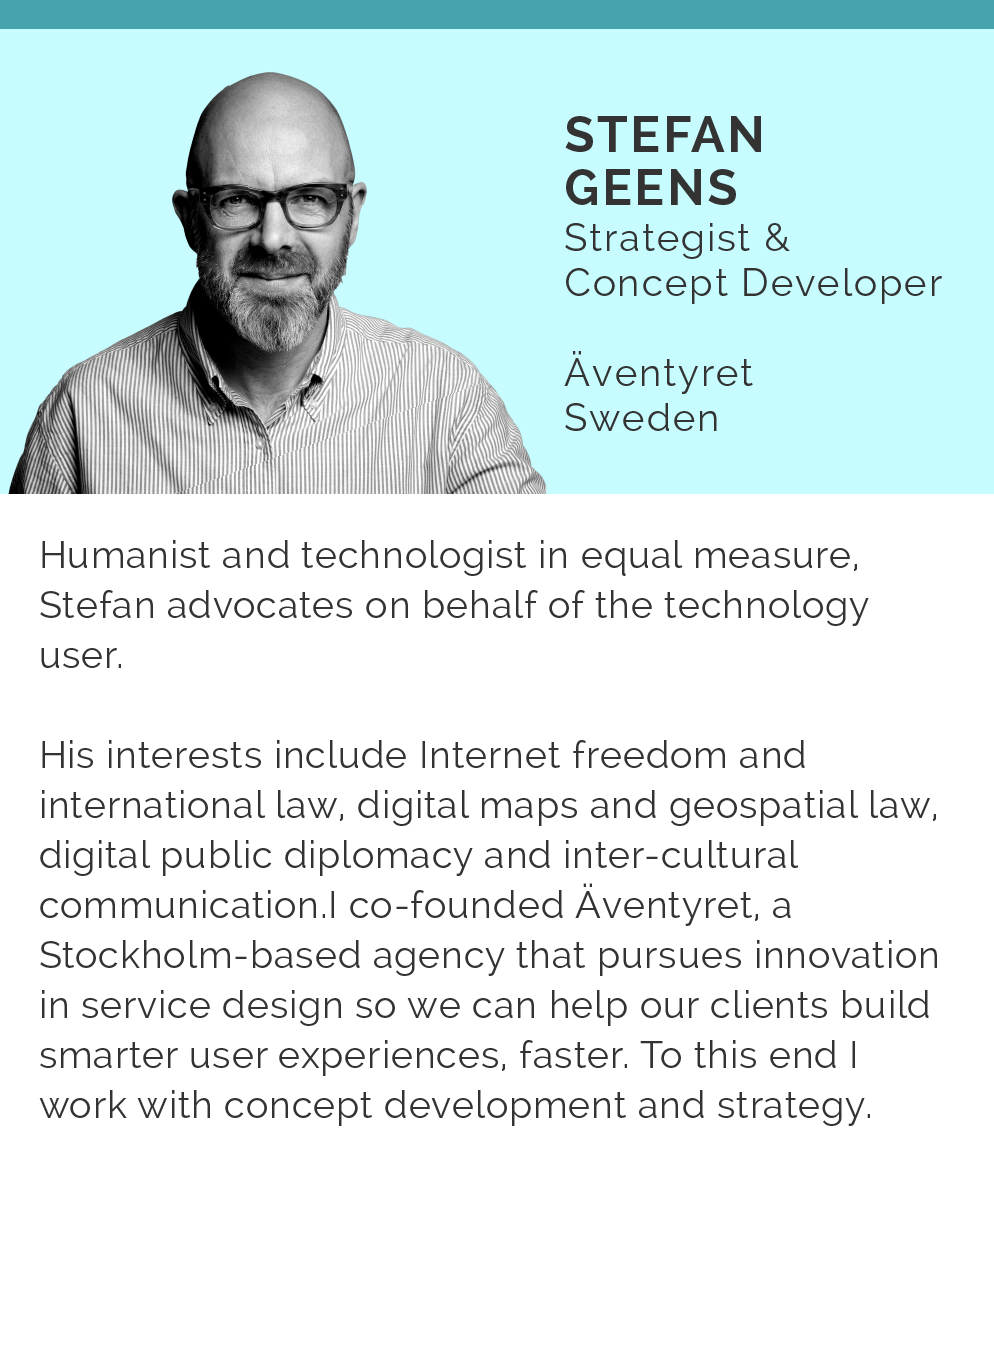 STEFAN
GEENS
Strategist &
Concept Developer
Äventyret
Sweden
Humanist and technologist in equal measure,
Stefan advocates on behalf of the technology
user.
His interests include Internet freedom and
international law, digital maps and geospatial law,
digital public diplomacy and inter-cultural
communication.I co-founded Äventyret, a
Stockholm-based agency that pursues innovation
in service design so we can help our clients build
smarter user experiences, faster. To this end I
work with concept development and strategy.